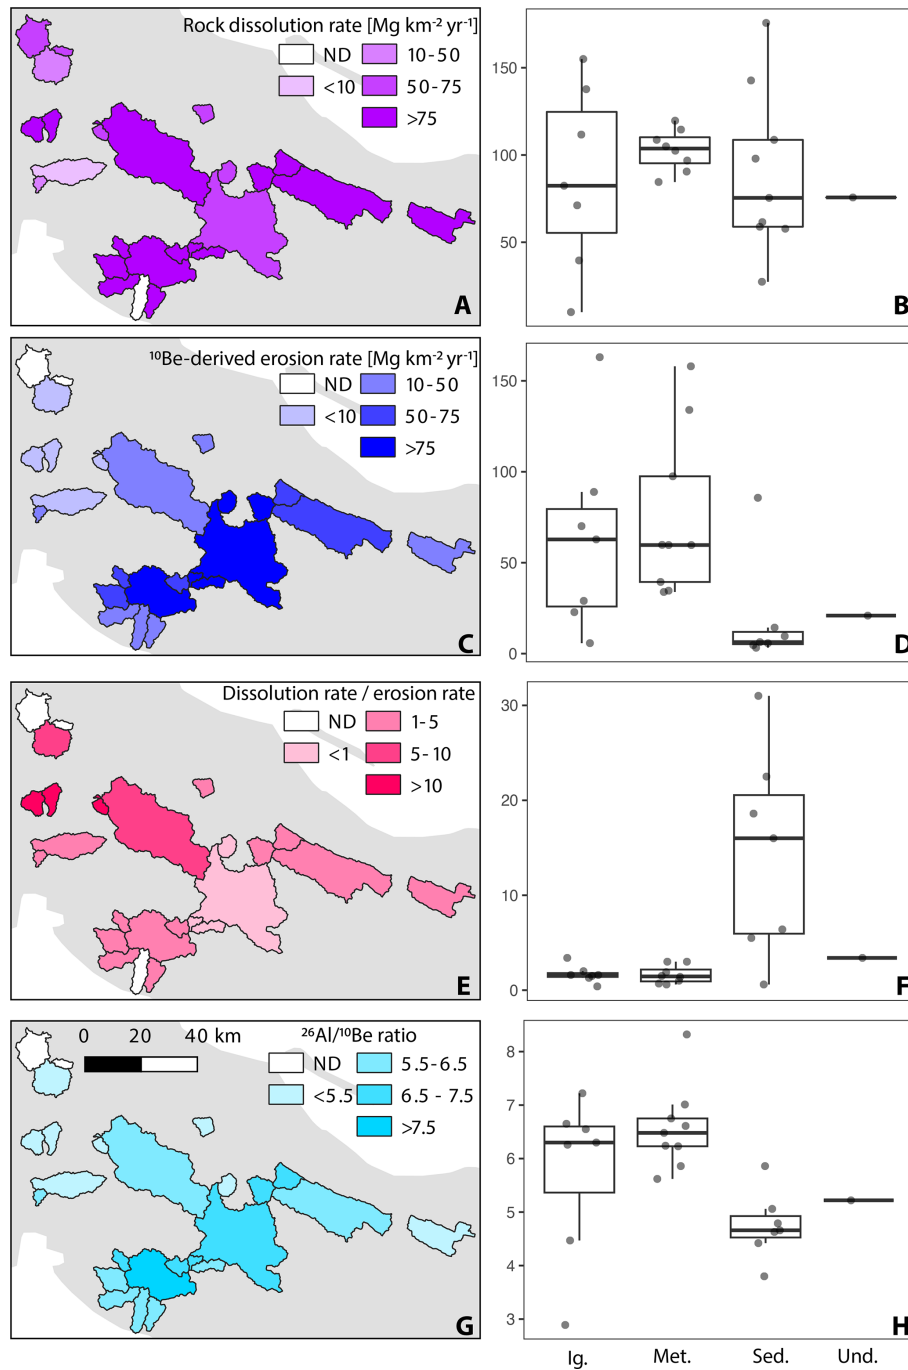 Rock dissolution rate [Mg km⁻² yr⁻¹]
ND 10-50
<10 50-75
>75
A
150
100
50
B
¹⁰Be-derived erosion rate [Mg km⁻² yr⁻¹]
ND 10-50
<10 50-75
>75
C
150
100
50
0
D
Dissolution rate / erosion rate
ND 1-5
<1 5-10
>10
E
30
20
10
0
F
0 20 40 km
²⁶Al/¹⁰Be ratio
ND 5.5-6.5
<5.5 6.5 - 7.5
>7.5
G
8
7
6
5
4
3
H
Ig. Met. Sed. Und.